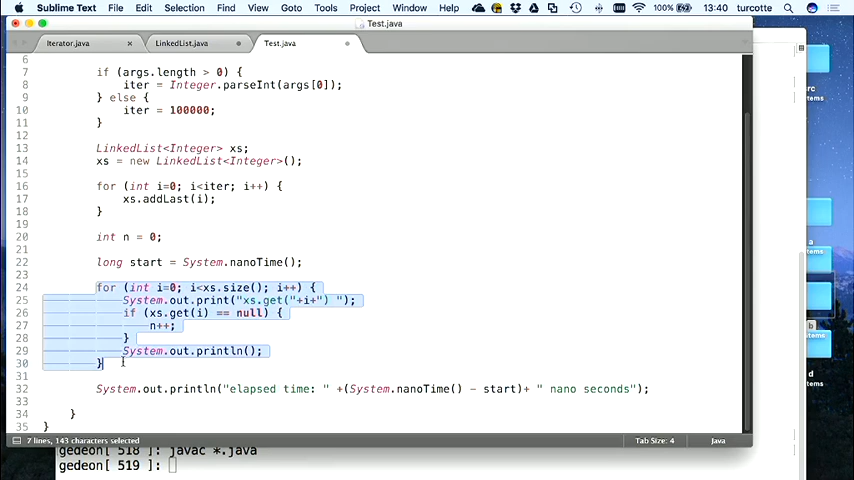 Sublime Text File Edit Selection Find View Goto Tools Project Window Help 100% Fri 13:40 turcotte
Test.java
Iterator.java LinkedList.java Test.java
6
7 if (args.length > 0) {
8 iter = Integer.parseInt(args[0]);
9 } else {
10 iter = 100000;
11 }
12
13 LinkedList<Integer> xs;
14 xs = new LinkedList<Integer>();
15
16 for (int i=0; i<iter; i++) {
17 xs.addLast(i);
18 }
19
20 int n = 0;
21
22 long start = System.nanoTime();
23
24 for (int i=0; i<xs.size(); i++) {
25 System.out.print("xs.get("+i+") ");
26 if (xs.get(i) == null) {
27 n++;
28 }
29 System.out.println();
30 }
31
32 System.out.println("elapsed time: " +(System.nanoTime() - start)+ " nano seconds");
33
34 }
35 }
7 lines, 143 characters selected Tab Size: 4 Java
gedeon[ 518 ]: javac *.java
gedeon[ 519 ]:
src
items
a
items
b
items
d
items